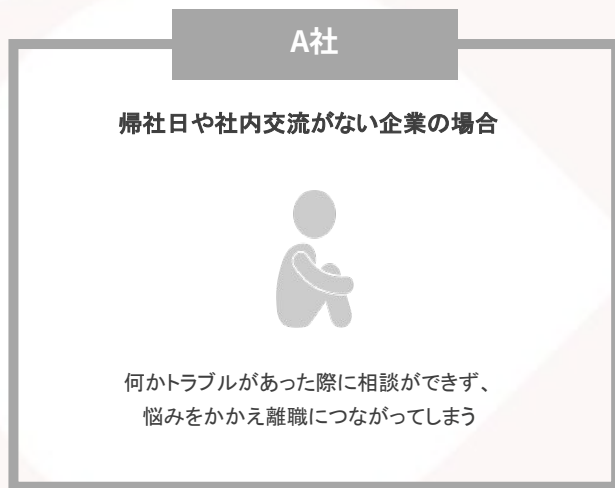 A社
帰社日や社内交流がない企業の場合
何かトラブルがあった際に相談ができず、
悩みをかかえ離職につながってしまう